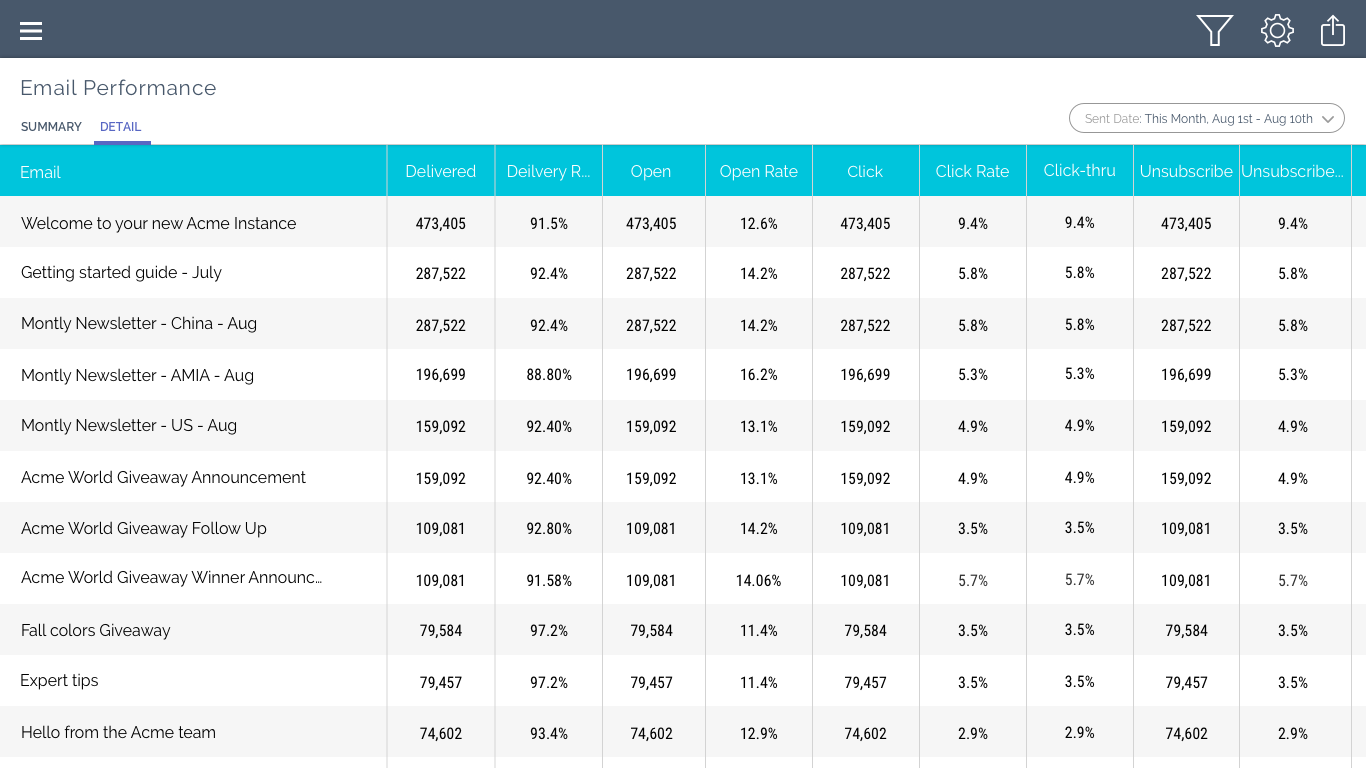 Email Performance
SUMMARY DETAIL
Sent Date: This Month, Aug 1st - Aug 10th
Email Delivered Deilvery R... Open Open Rate Click Click Rate Click-thru Unsubscribe Unsubscribe...
Welcome to your new Acme Instance 473,405 91.5% 473,405 12.6% 473,405 9.4% 9.4% 473,405 9.4%
Getting started guide - July 287,522 92.4% 287,522 14.2% 287,522 5.8% 5.8% 287,522 5.8%
Montly Newsletter - China - Aug 287,522 92.4% 287,522 14.2% 287,522 5.8% 5.8% 287,522 5.8%
Montly Newsletter - AMIA - Aug 196,699 88.80% 196,699 16.2% 196,699 5.3% 5.3% 196,699 5.3%
Montly Newsletter - US - Aug 159,092 92.40% 159,092 13.1% 159,092 4.9% 4.9% 159,092 4.9%
Acme World Giveaway Announcement 159,092 92.40% 159,092 13.1% 159,092 4.9% 4.9% 159,092 4.9%
Acme World Giveaway Follow Up 109,081 92.80% 109,081 14.2% 109,081 3.5% 3.5% 109,081 3.5%
Acme World Giveaway Winner Announc... 109,081 91.58% 109,081 14.06% 109,081 5.7% 5.7% 109,081 5.7%
Fall colors Giveaway 79,584 97.2% 79,584 11.4% 79,584 3.5% 3.5% 79,584 3.5%
Expert tips 79,457 97.2% 79,457 11.4% 79,457 3.5% 3.5% 79,457 3.5%
Hello from the Acme team 74,602 93.4% 74,602 12.9% 74,602 2.9% 2.9% 74,602 2.9%